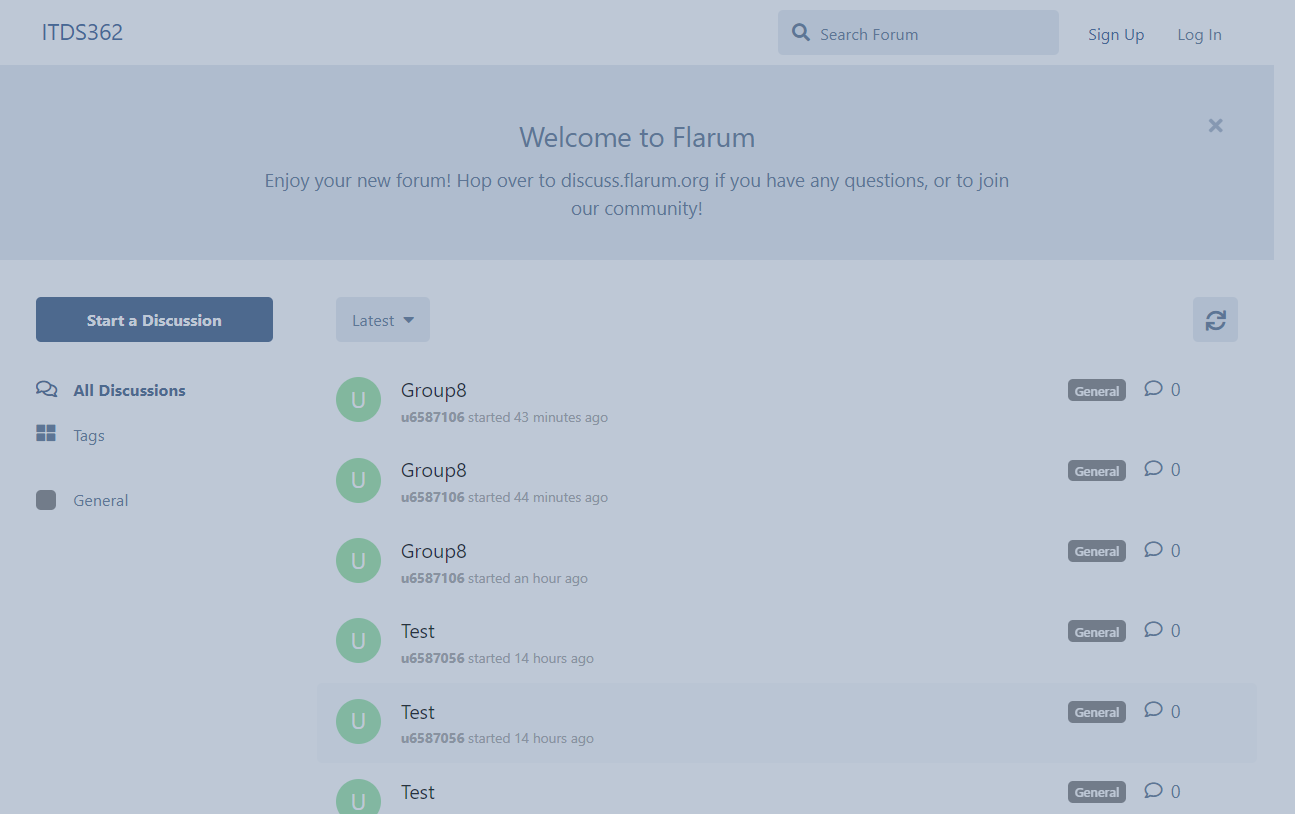 ITDS362
Search Forum
Sign Up
Log In
Welcome to Flarum
Enjoy your new forum! Hop over to discuss.flarum.org if you have any questions, or to join
our community!
Start a Discussion
Latest
All Discussions
Tags
General
U
Group8
u6587106 started 43 minutes ago
General
0
U
Group8
u6587106 started 44 minutes ago
General
0
U
Group8
u6587106 started an hour ago
General
0
U
Test
u6587056 started 14 hours ago
General
0
U
Test
u6587056 started 14 hours ago
General
0
U
Test
General
0